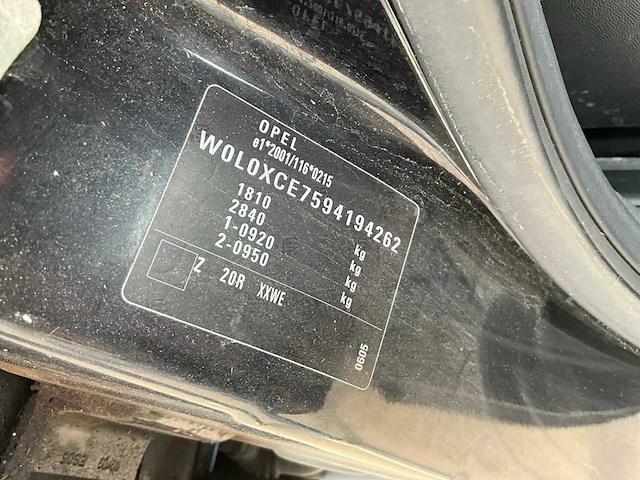 OPEL
e1*2001/116*0215
W0L0XCE7594194262
1810 kg
2840 kg
1-0920 kg
2-0950 kg
Z 20R XXWE
0605